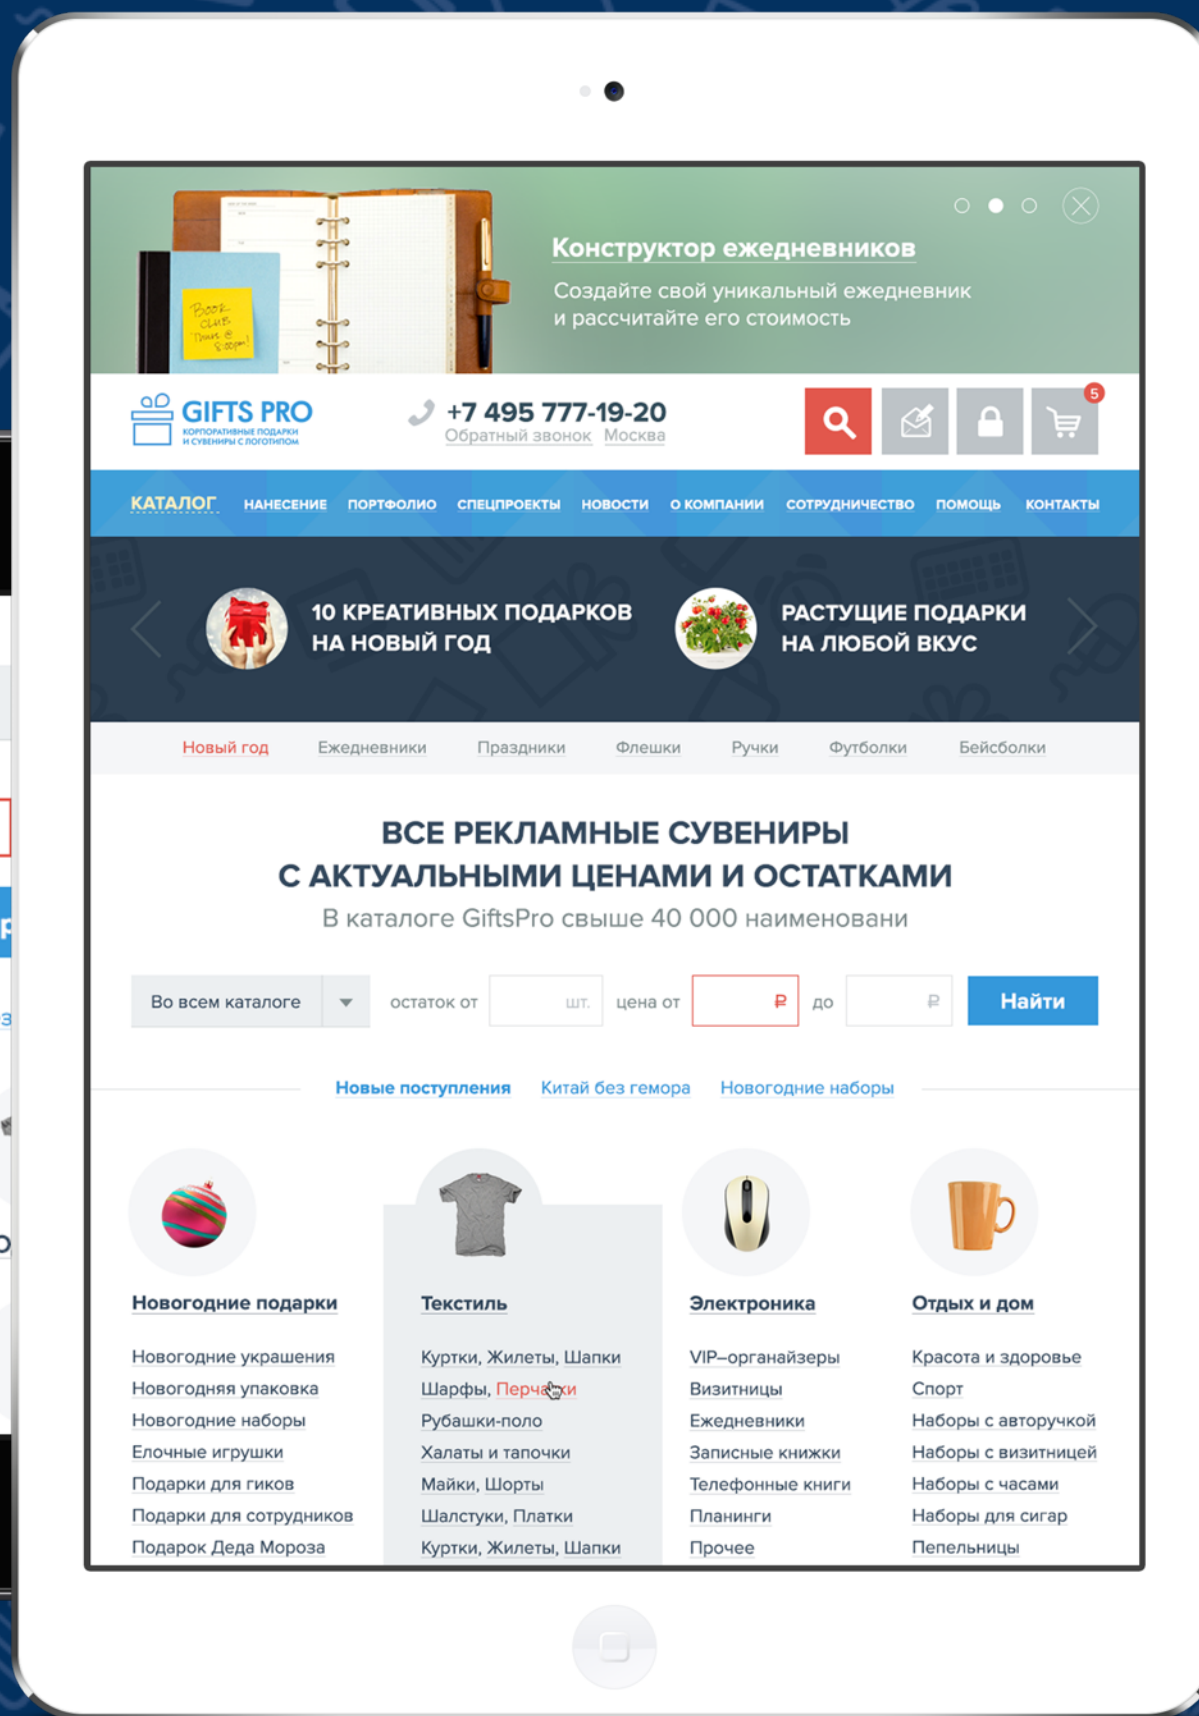 Конструктор ежедневников
Создайте свой уникальный ежедневник
и рассчитайте его стоимость
Book
CLUB
8:00pm!
GIFTS PRO
КОРПОРАТИВНЫЕ ПОДАРКИ
И СУВЕНИРЫ С ЛОГОТИПОМ
+7 495 777-19-20
Обратный звонок Москва
5
КАТАЛОГ НАНЕСЕНИЕ ПОРТФОЛИО СПЕЦПРОЕКТЫ НОВОСТИ О КОМПАНИИ СОТРУДНИЧЕСТВО ПОМОЩЬ КОНТАКТЫ
10 КРЕАТИВНЫХ ПОДАРКОВ
НА НОВЫЙ ГОД
РАСТУЩИЕ ПОДАРКИ
НА ЛЮБОЙ ВКУС
Новый год Ежедневники Праздники Флешки Ручки Футболки Бейсболки
ВСЕ РЕКЛАМНЫЕ СУВЕНИРЫ
С АКТУАЛЬНЫМИ ЦЕНАМИ И ОСТАТКАМИ
В каталоге GiftsPro свыше 40 000 наименовани
Во всем каталоге остаток от шт. цена от ₽ до ₽ Найти
Новые поступления Китай без гемора Новогодние наборы
Новогодние подарки
Новогодние украшения
Новогодняя упаковка
Новогодние наборы
Елочные игрушки
Подарки для гиков
Подарки для сотрудников
Подарок Деда Мороза
Текстиль
Куртки, Жилеты, Шапки
Шарфы, Перчатки
Рубашки-поло
Халаты и тапочки
Майки, Шорты
Шалстуки, Платки
Куртки, Жилеты, Шапки
Электроника
VIP–органайзеры
Визитницы
Ежедневники
Записные книжки
Телефонные книги
Планинги
Прочее
Отдых и дом
Красота и здоровье
Спорт
Наборы с авторучкой
Наборы с визитницей
Наборы с часами
Наборы для сигар
Пепельницы